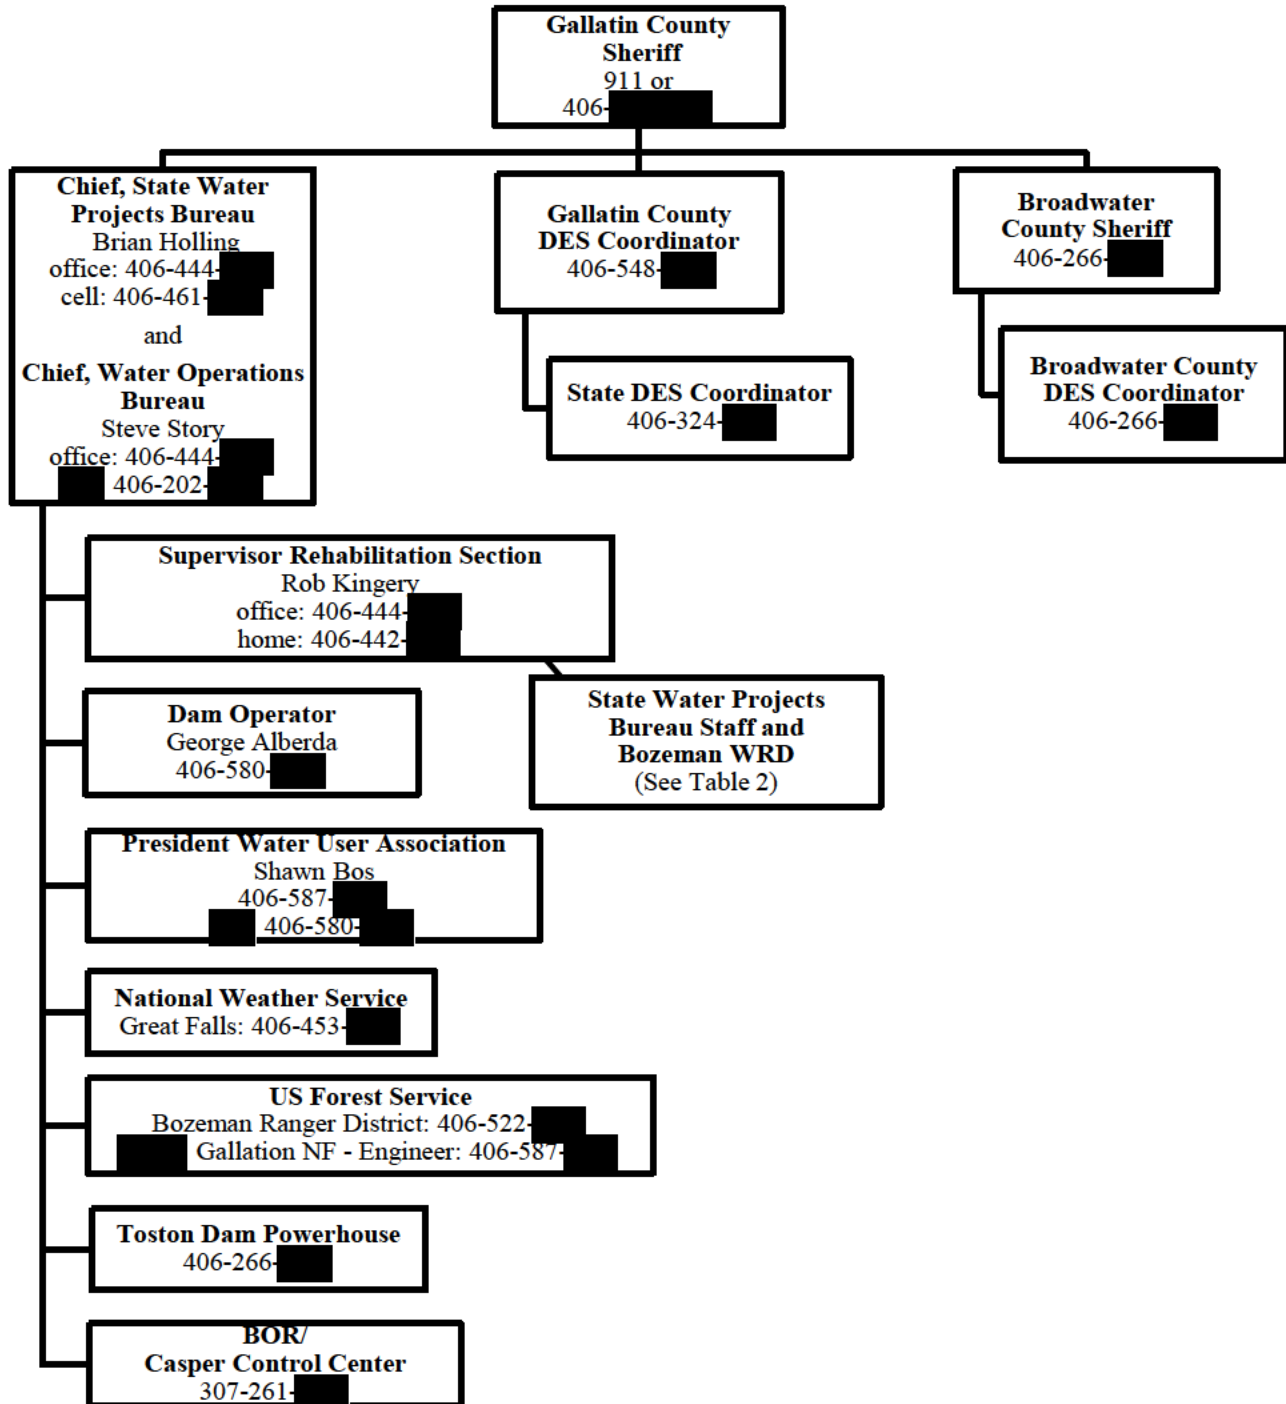 Gallatin County
Sheriff
911 or
406-
Chief, State Water
Projects Bureau
Brian Holling
office: 406-444-
cell: 406-461-
and
Chief, Water Operations
Bureau
Steve Story
office: 406-444-
406-202-
Gallatin County
DES Coordinator
406-548-
State DES Coordinator
406-324-
Broadwater
County Sheriff
406-266-
Broadwater County
DES Coordinator
406-266-
Supervisor Rehabilitation Section
Rob Kingery
office: 406-444-
home: 406-442-
State Water Projects
Bureau Staff and
Bozeman WRD
(See Table 2)
Dam Operator
George Alberda
406-580-
President Water User Association
Shawn Bos
406-587-
406-580-
National Weather Service
Great Falls: 406-453-
US Forest Service
Bozeman Ranger District: 406-522-
Gallation NF - Engineer: 406-587-
Toston Dam Powerhouse
406-266-
BOR/
Casper Control Center
307-261-